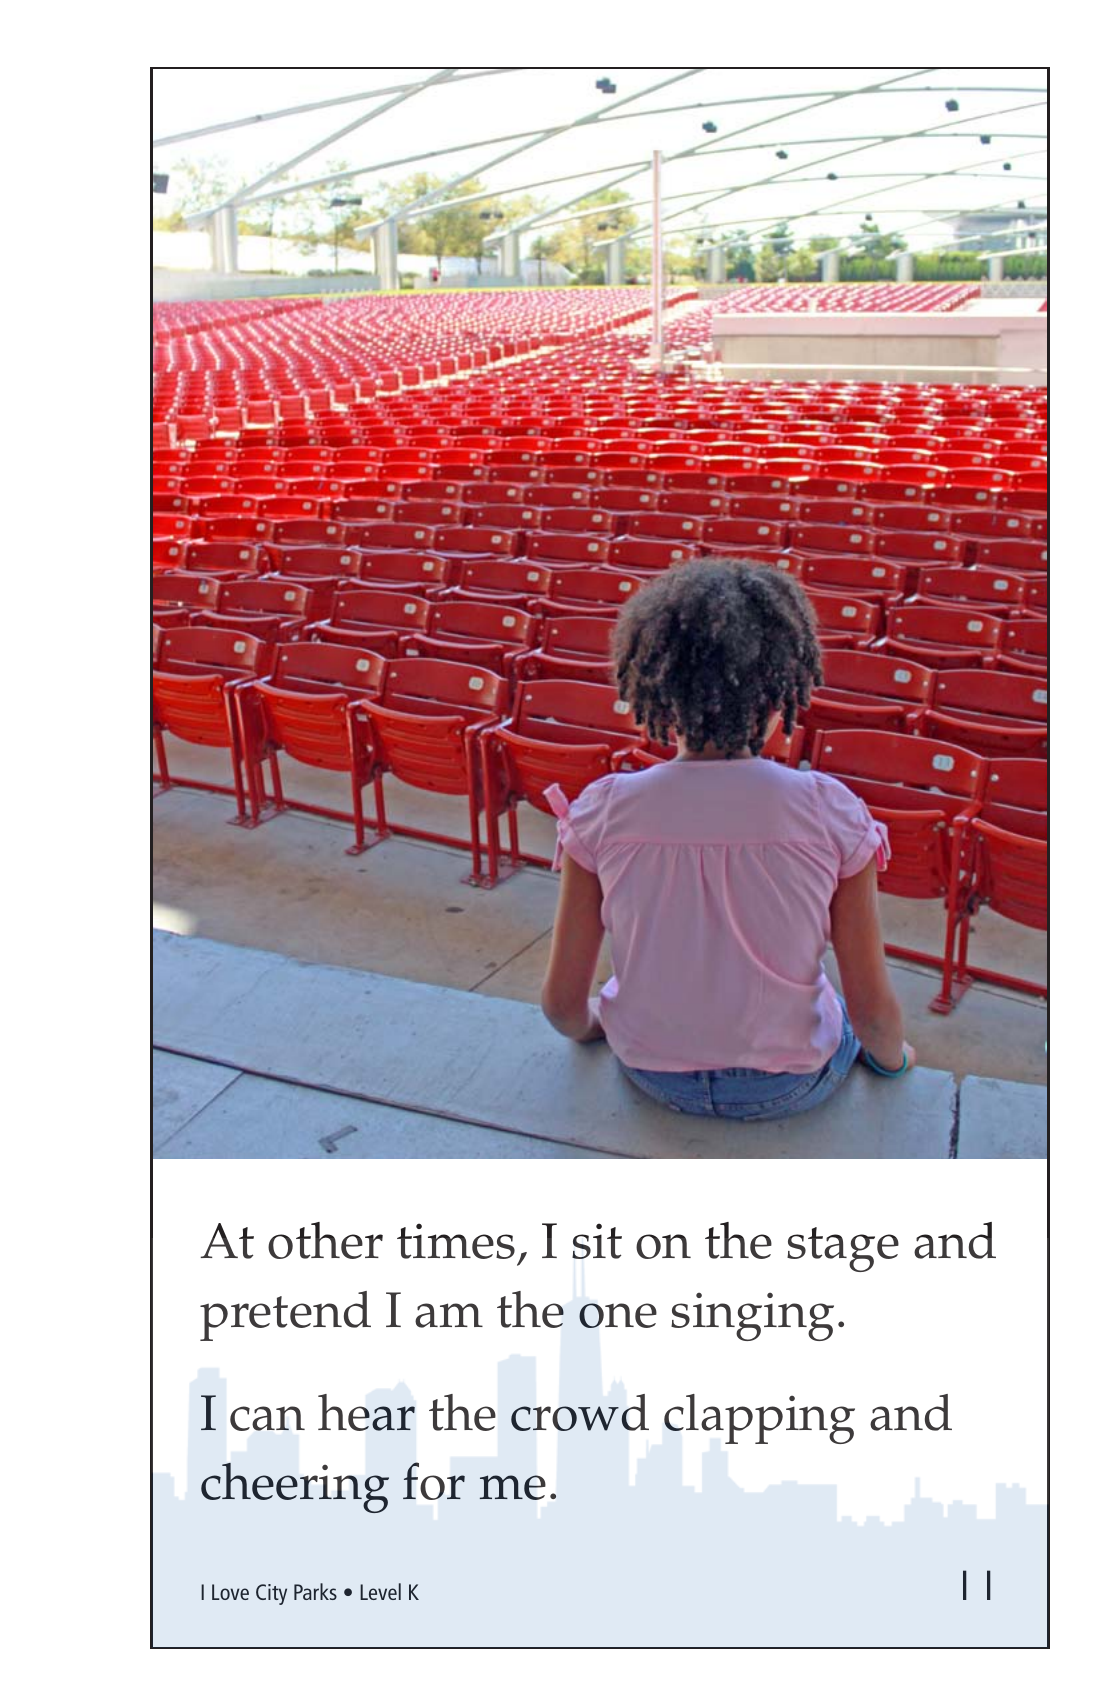 At other times, I sit on the stage and
pretend I am the one singing.
I can hear the crowd clapping and
cheering for me.
I Love City Parks • Level K
11